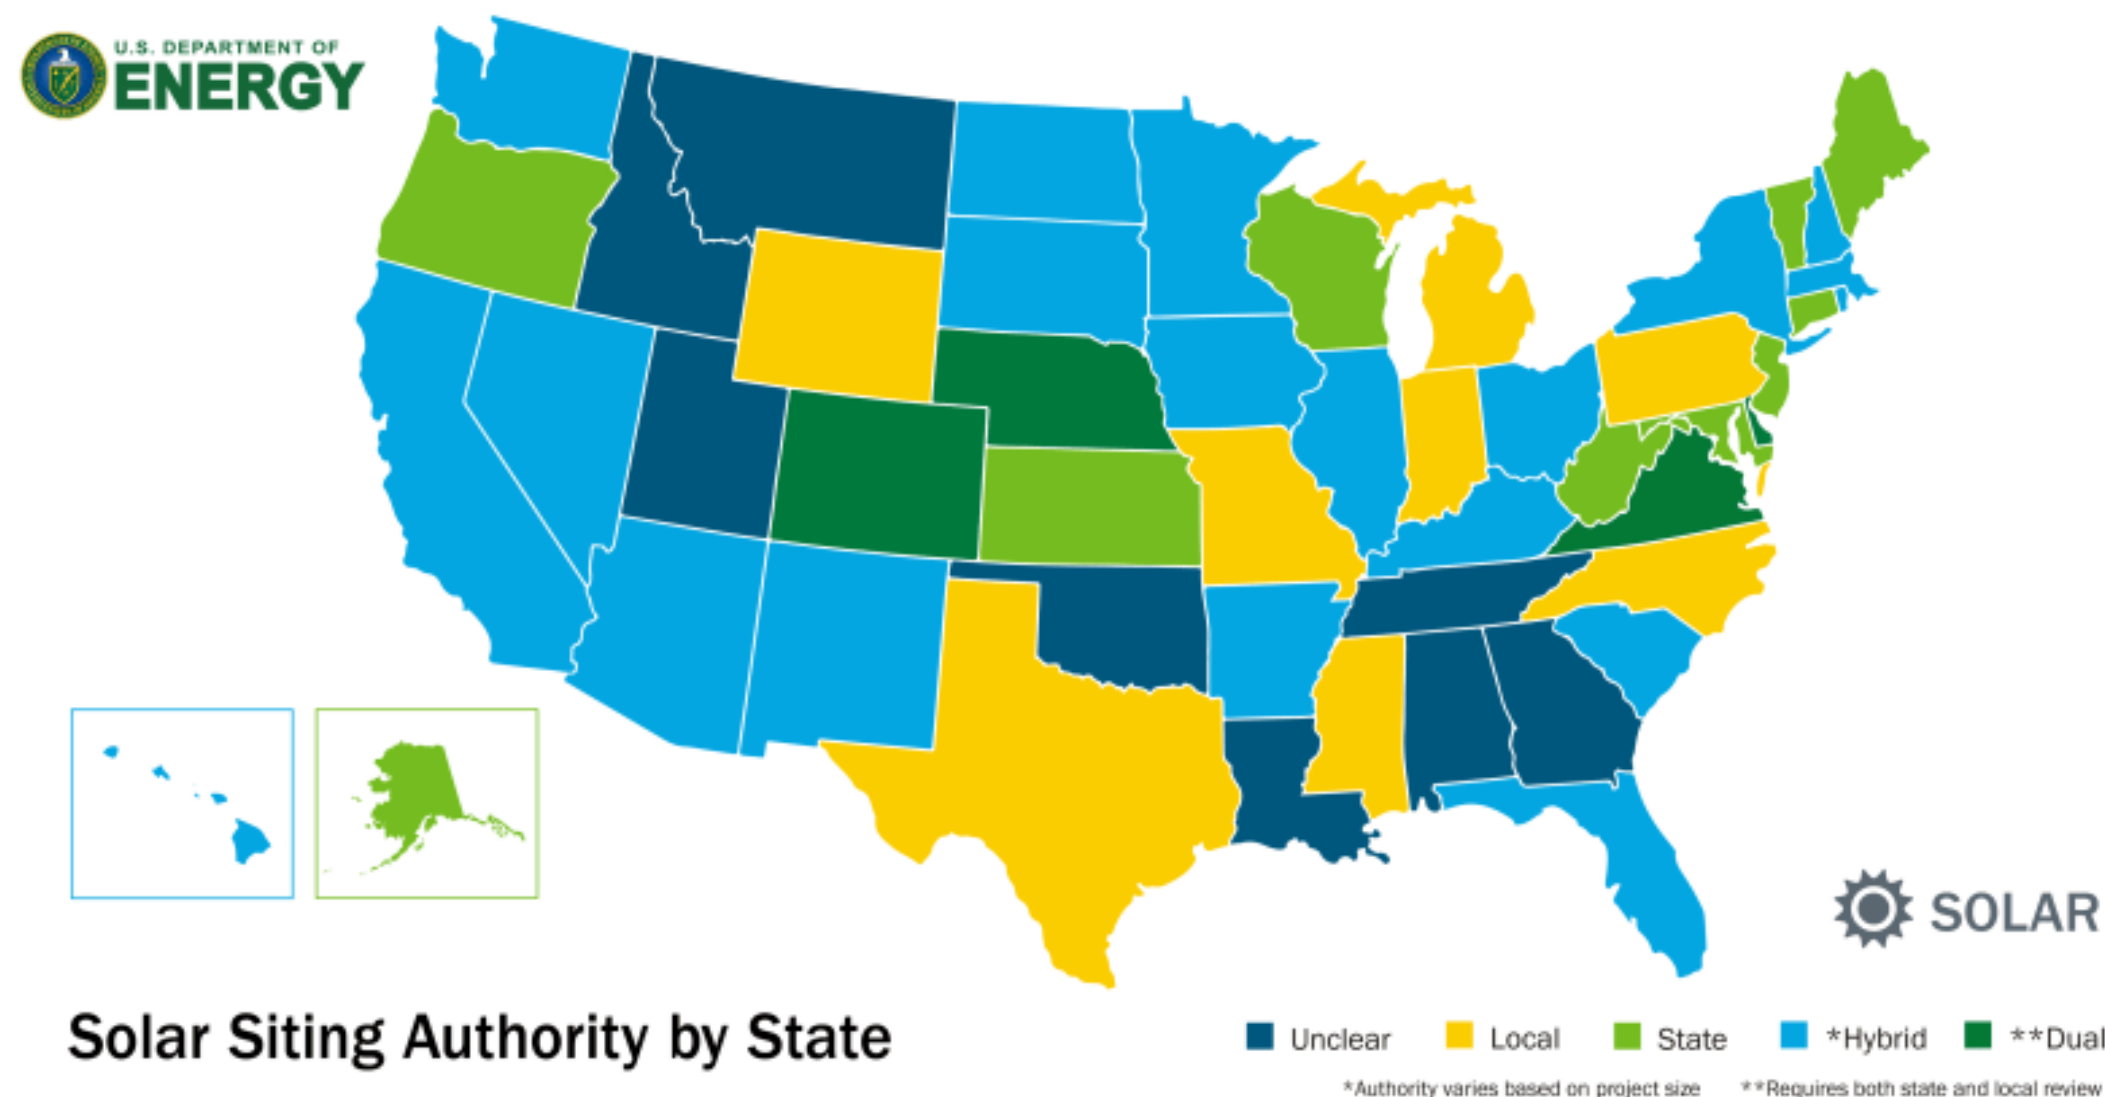 U.S. DEPARTMENT OF
ENERGY
SOLAR
Solar Siting Authority by State
Unclear Local State *Hybrid **Dual
*Authority varies based on project size **Requires both state and local review